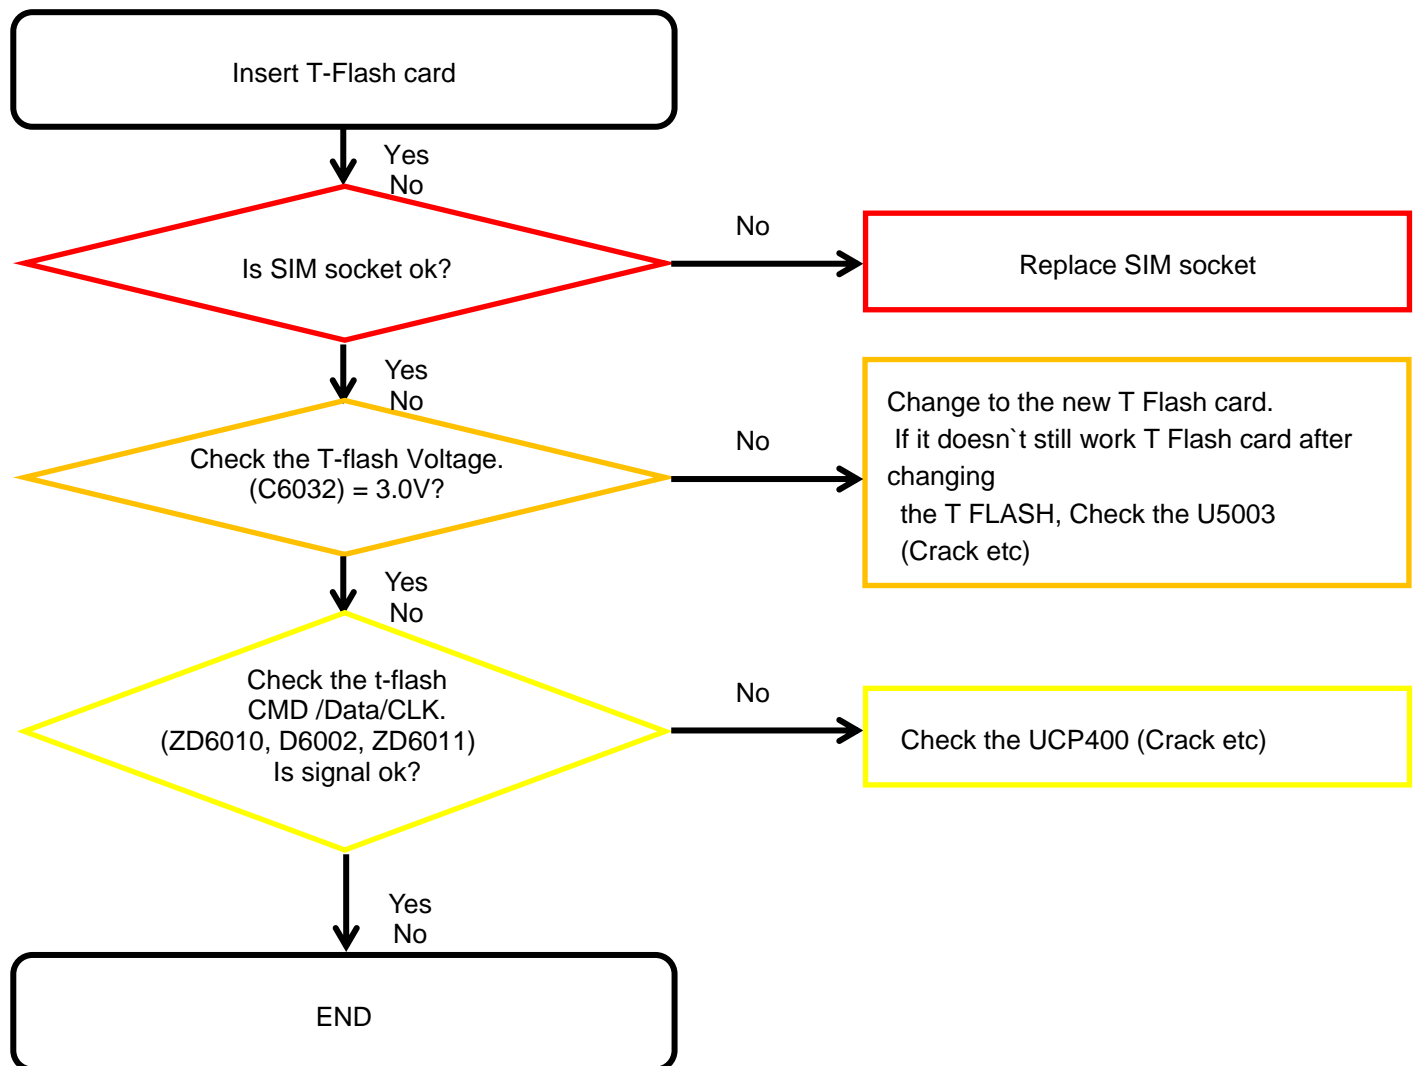 Insert T-Flash card
Yes
No
Is SIM socket ok?
No
Replace SIM socket
Yes
No
Check the T-flash Voltage.
(C6032) = 3.0V?
No
Change to the new T Flash card.
If it doesn`t still work T Flash card after
changing
the T FLASH, Check the U5003
(Crack etc)
Yes
No
Check the t-flash
CMD /Data/CLK.
(ZD6010, D6002, ZD6011)
Is signal ok?
No
Check the UCP400 (Crack etc)
Yes
No
END